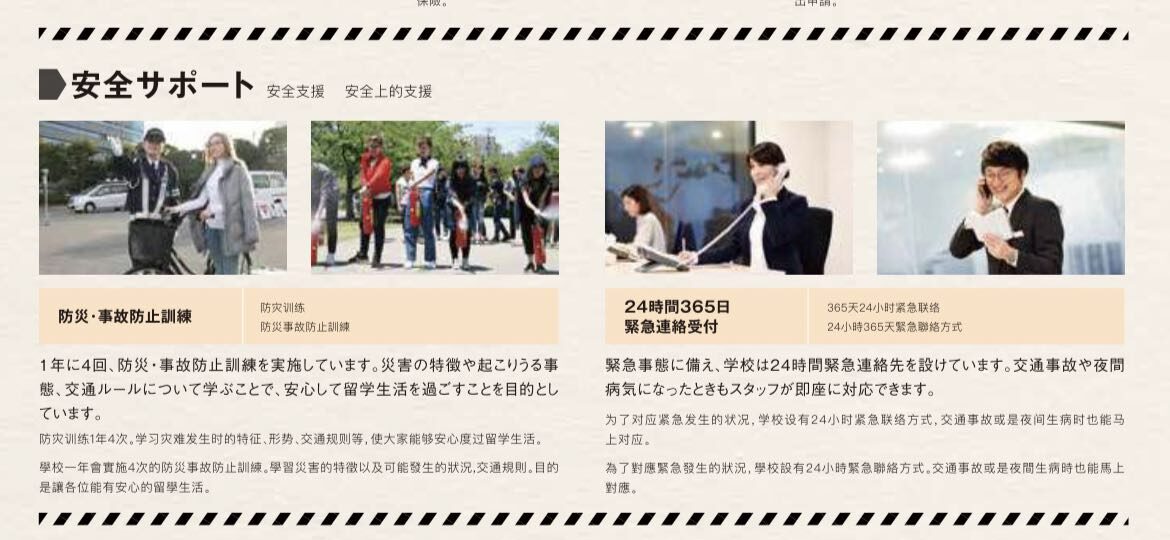 保險。
出申請。
安全サポート 安全支援 安全上的支援
防災・事故防止訓練
防灾训练
防災事故防止訓練
1年に4回、防災・事故防止訓練を実施しています。災害の特徴や起こりうる事
態、交通ルールについて学ぶことで、安心して留学生活を過ごすことを目的とし
ています。
防灾训练1年4次。学习灾难发生时的特征、形势、交通规则等，使大家能够安心度过留学生活。
學校一年會實施4次的防災事故防止訓練。學習災害的特徵以及可能發生的狀況，交通規則。目的
是讓各位能有安心的留學生活。
24時間365日
緊急連絡受付
365天24小时紧急联络
24小時365天緊急聯絡方式
緊急事態に備え、学校は24時間緊急連絡先を設けています。交通事故や夜間
病気になったときもスタッフが即座に対応できます。
为了对应紧急发生的状况，学校设有24小时紧急联络方式，交通事故或是夜间生病时也能马
上对应。
為了對應緊急發生的狀況，學校設有24小時緊急聯絡方式。交通事故或是夜間生病時也能馬上
對應。